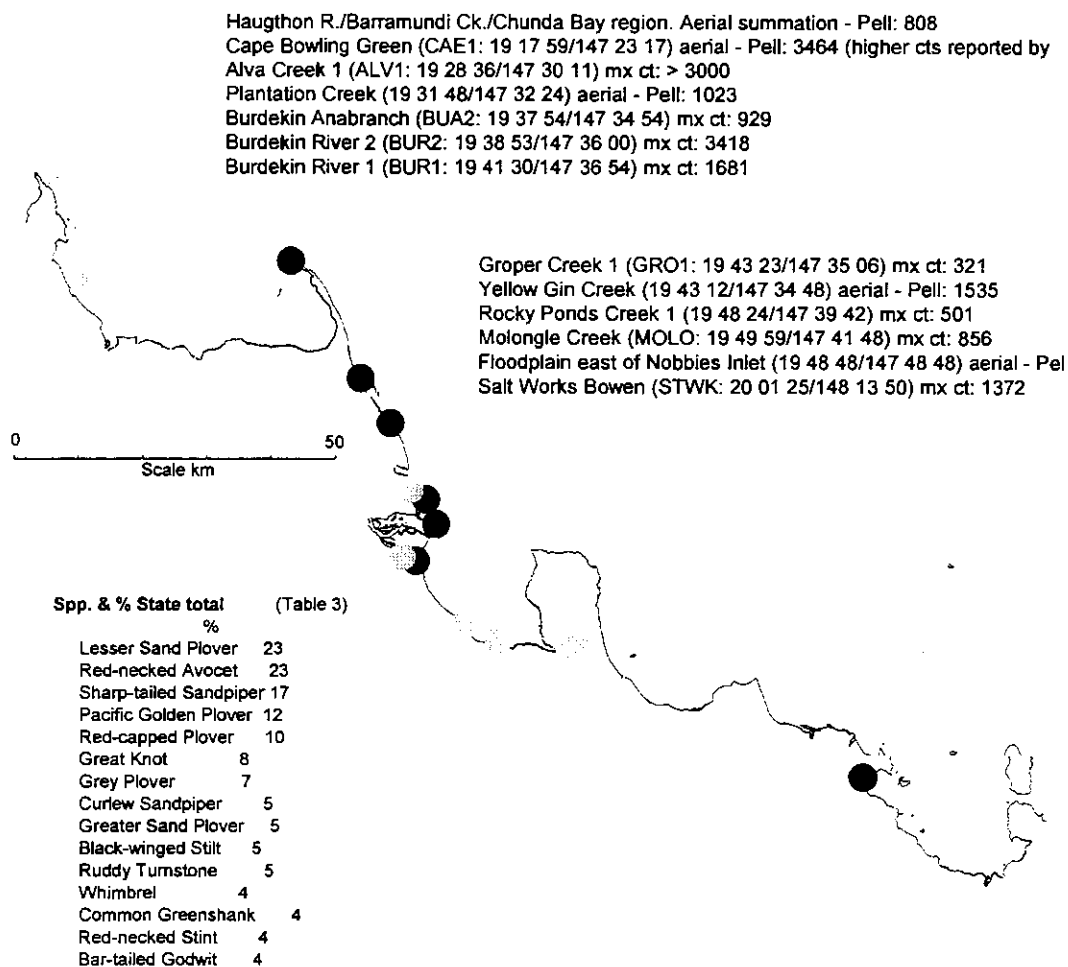 Haugthon R./Barramundi Ck./Chunda Bay region. Aerial summation - Pell: 808
Cape Bowling Green (CAE1: 19 17 59/147 23 17) aerial - Pell: 3464 (higher cts reported by
Alva Creek 1 (ALV1: 19 28 36/147 30 11) mx ct: > 3000
Plantation Creek (19 31 48/147 32 24) aerial - Pell: 1023
Burdekin Anabranch (BUA2: 19 37 54/147 34 54) mx ct: 929
Burdekin River 2 (BUR2: 19 38 53/147 36 00) mx ct: 3418
Burdekin River 1 (BUR1: 19 41 30/147 36 54) mx ct: 1681
Groper Creek 1 (GRO1: 19 43 23/147 35 06) mx ct: 321
Yellow Gin Creek (19 43 12/147 34 48) aerial - Pell: 1535
Rocky Ponds Creek 1 (19 48 24/147 39 42) mx ct: 501
Molongle Creek (MOLO: 19 49 59/147 41 48) mx ct: 856
Floodplain east of Nobbies Inlet (19 48 48/147 48 48) aerial - Pel
Salt Works Bowen (STWK: 20 01 25/148 13 50) mx ct: 1372
0 50
Scale km
Spp. & % State total (Table 3)
%
Lesser Sand Plover 23
Red-necked Avocet 23
Sharp-tailed Sandpiper 17
Pacific Golden Plover 12
Red-capped Plover 10
Great Knot 8
Grey Plover 7
Curlew Sandpiper 5
Greater Sand Plover 5
Black-winged Stilt 5
Ruddy Turnstone 5
Whimbrel 4
Common Greenshank 4
Red-necked Stint 4
Bar-tailed Godwit 4